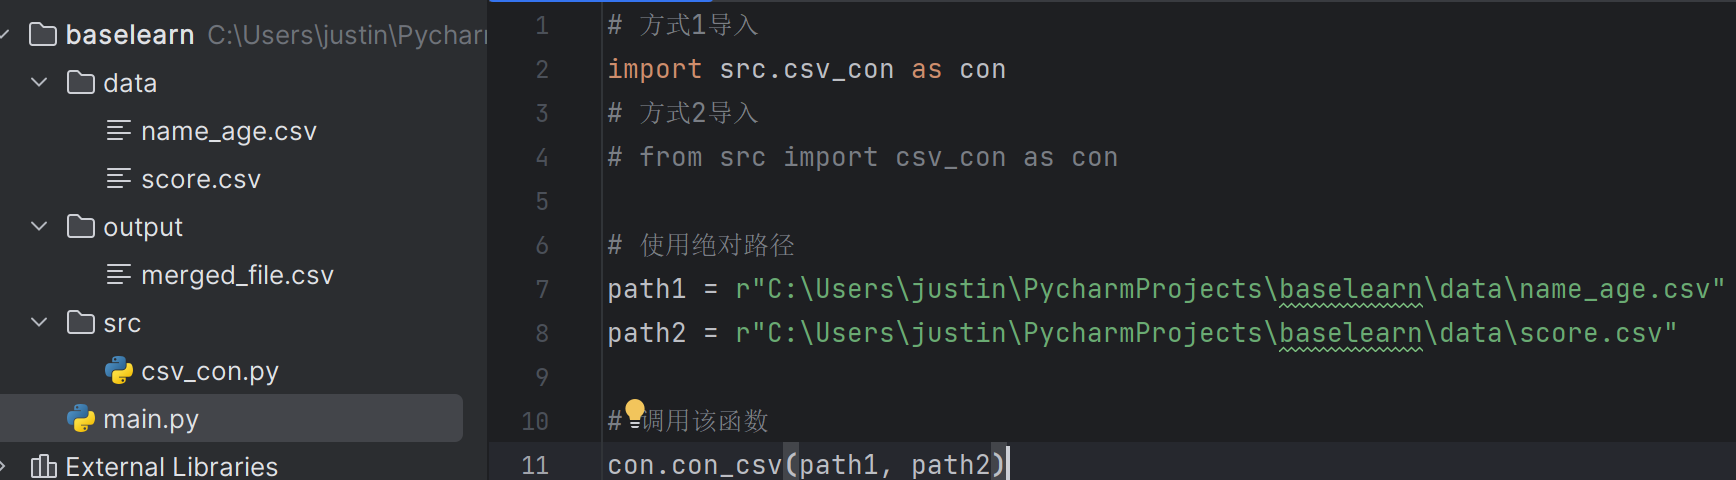 baselearn C:\Users\justin\Pycharm
data
name_age.csv
score.csv
output
merged_file.csv
src
csv_con.py
main.py
External Libraries
1 # 方式1导入
2 import src.csv_con as con
3 # 方式2导入
4 # from src import csv_con as con
5
6 # 使用绝对路径
7 path1 = r"C:\Users\justin\PycharmProjects\baselearn\data\name_age.csv"
8 path2 = r"C:\Users\justin\PycharmProjects\baselearn\data\score.csv"
9
10 # 调用该函数
11 con.con_csv(path1, path2)